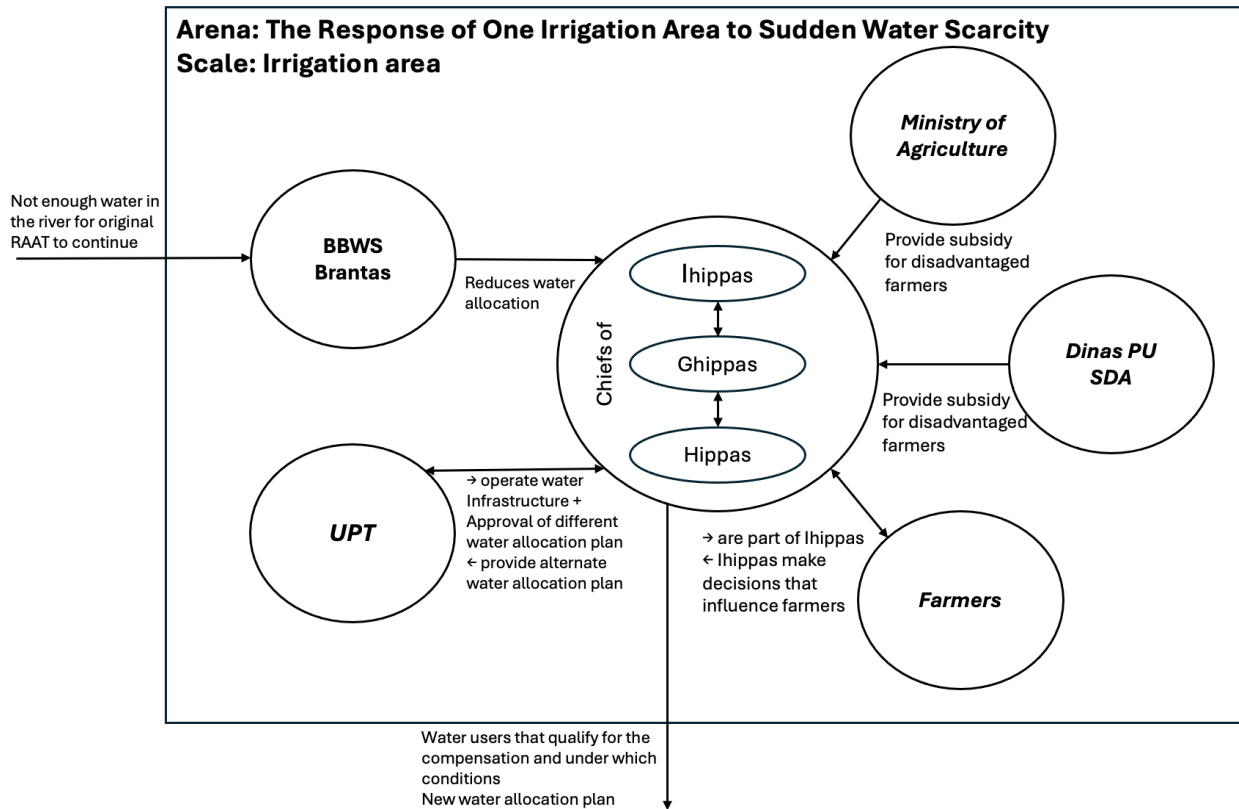 Arena: The Response of One Irrigation Area to Sudden Water Scarcity
Scale: Irrigation area
Ministry of
Agriculture
Not enough water in
the river for original
RAAT to continue
BBWS
Brantas
Reduces water
allocation
Chiefs of
Ihippas
Ghippas
Hippas
Provide subsidy
for disadvantaged
farmers
Dinas PU
SDA
Provide subsidy
for disadvantaged
farmers
UPT
→ operate water
Infrastructure +
Approval of different
water allocation plan
← provide alternate
water allocation plan
→ are part of Ihippas
← Ihippas make
decisions that
influence farmers
Farmers
Water users that qualify for the
compensation and under which
conditions
New water allocation plan